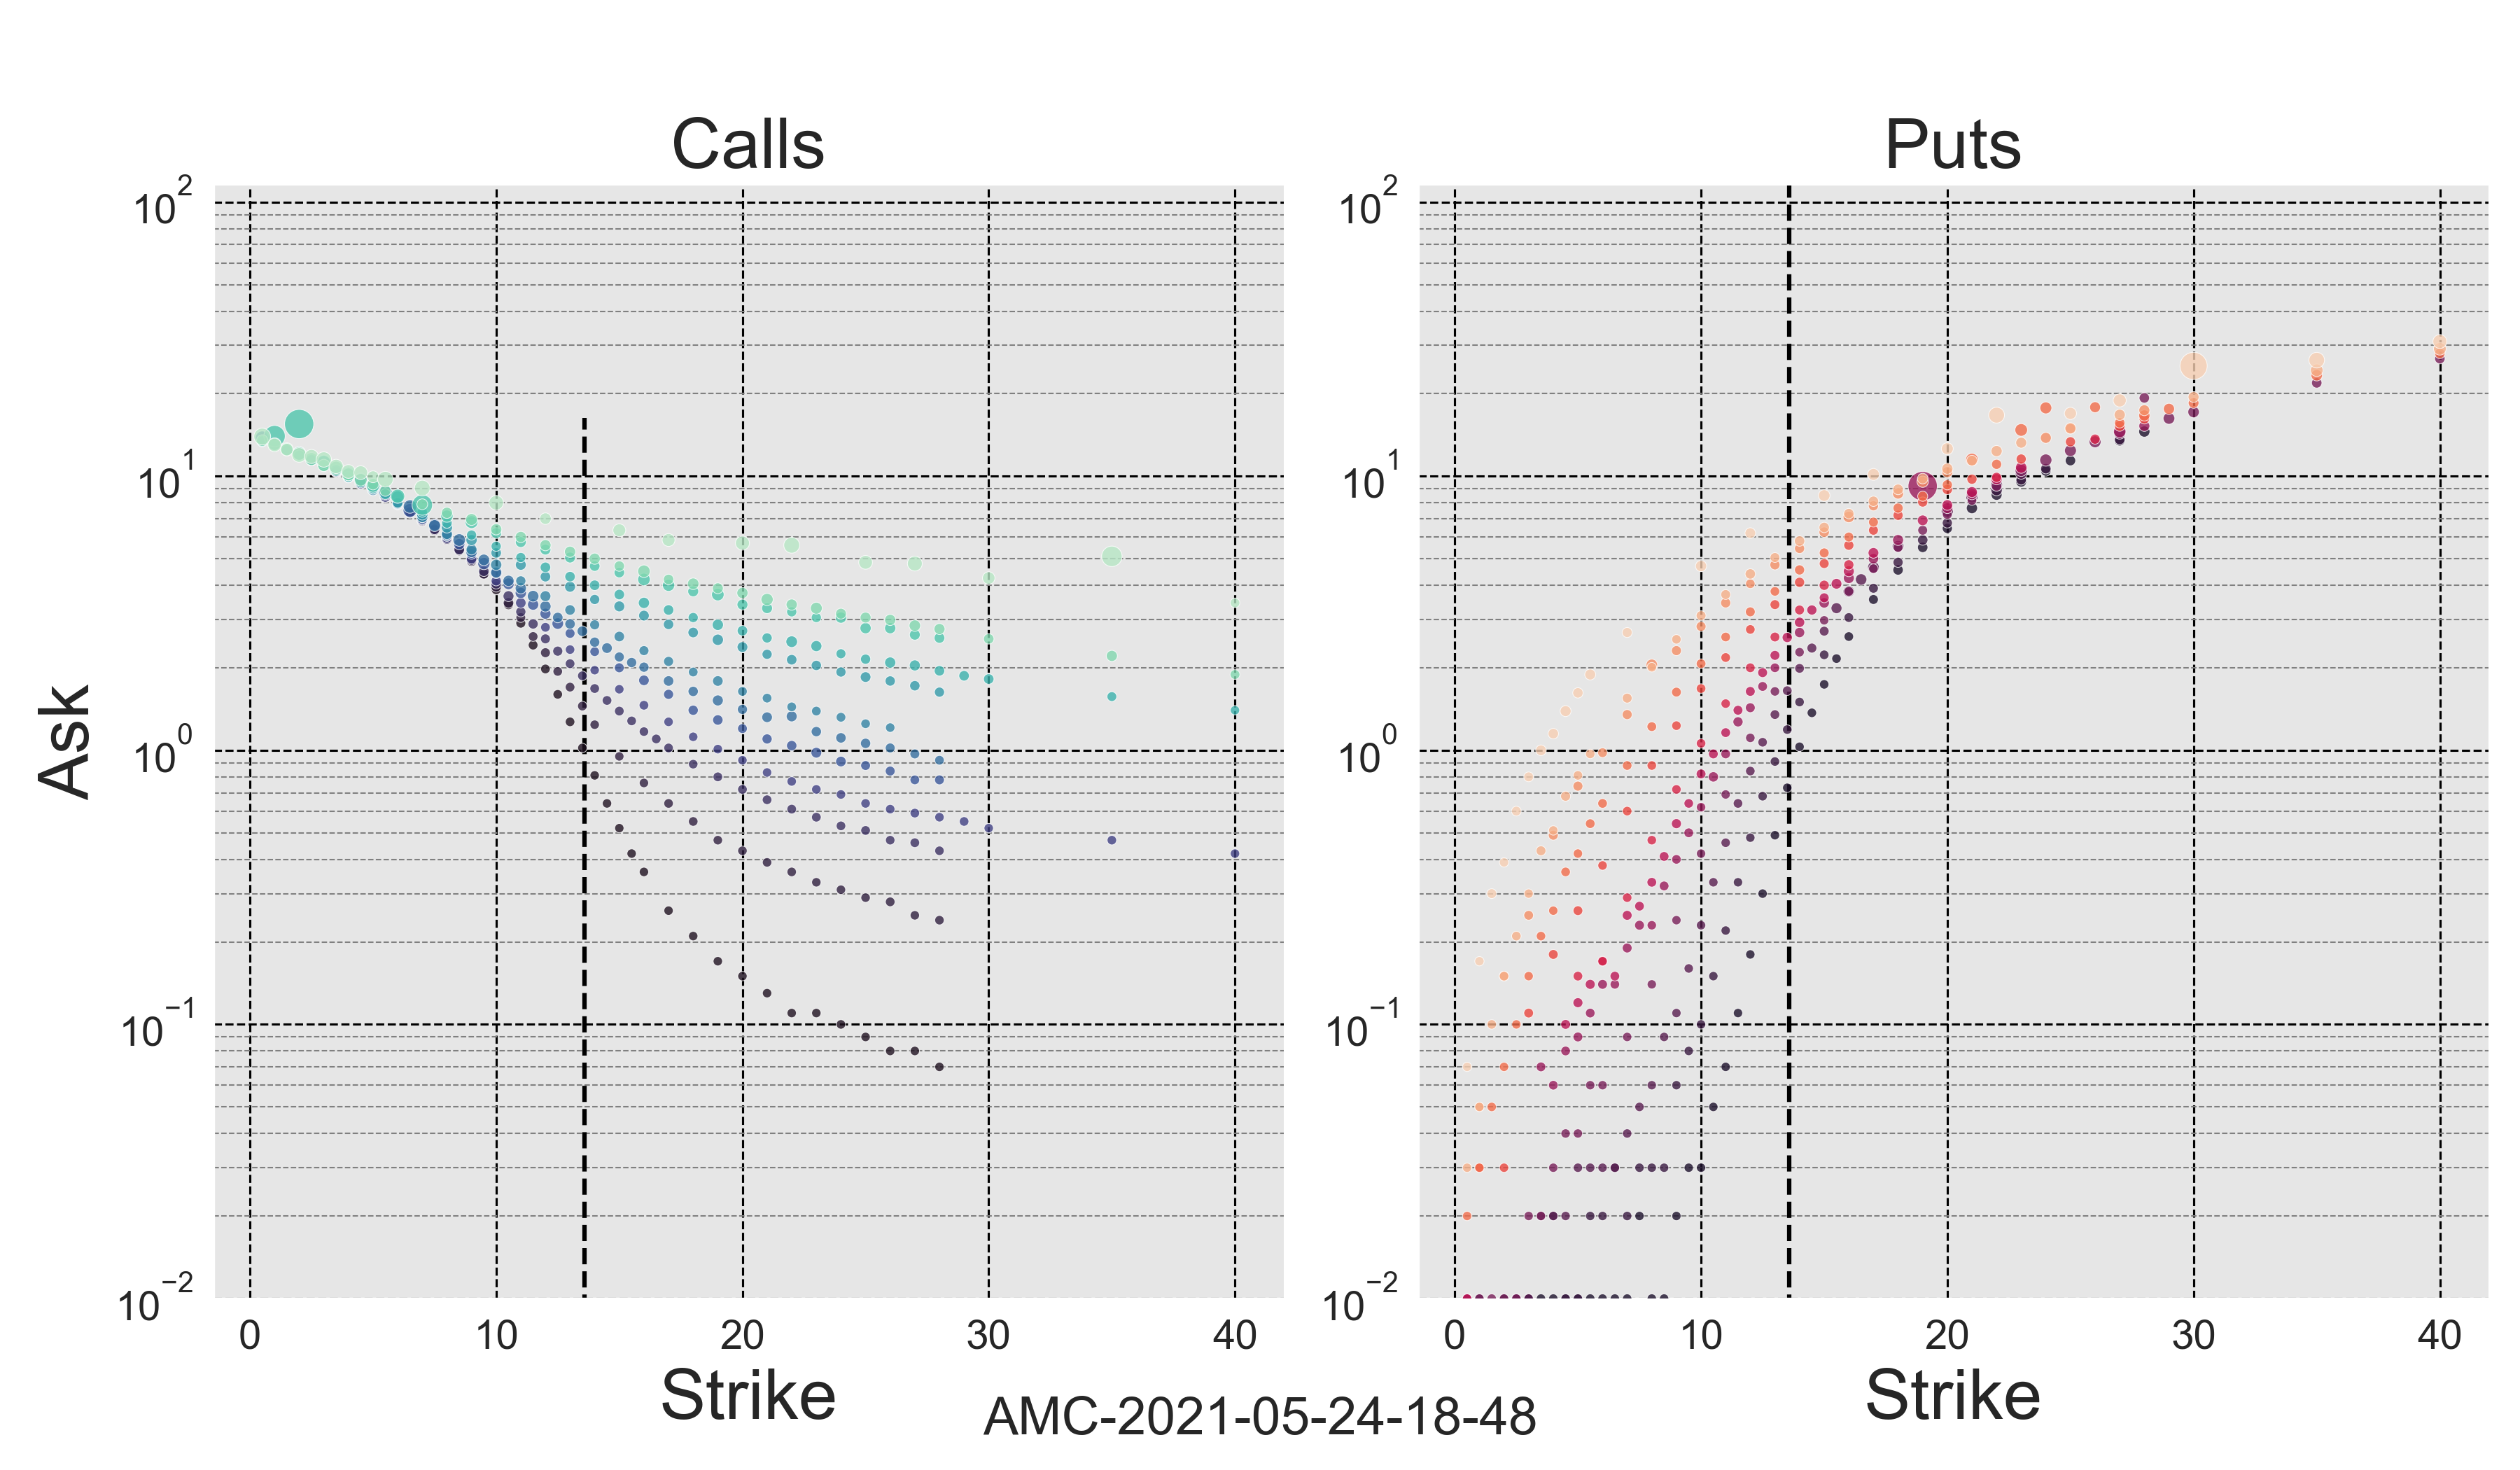 Calls Puts
10^2 10^2
10^1 10^1
10^0 10^0
10^−1 10^−1
10^−2 10^−2
Ask
0 10 20 30 40 0 10 20 30 40
Strike Strike
AMC-2021-05-24-18-48